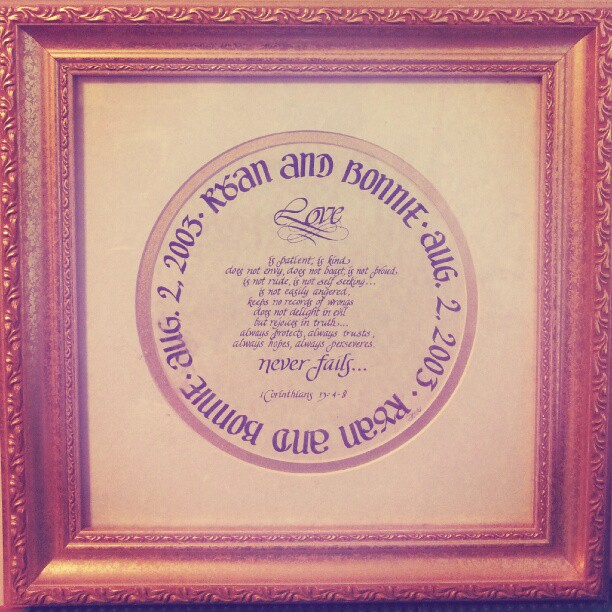 Ryan and Bonnie · Aug. 2, 2003 · Ryan and Bonnie · Aug. 2, 2003 ·
Love
is patient, is kind,
does not envy, does not boast, is not proud,
is not rude, is not self seeking...
is not easily angered,
keeps no records of wrongs
does not delight in evil
but rejoices in truth....
always protects, always trusts,
always hopes, always perseveres.
never fails...
1 Corinthians 13:4-8